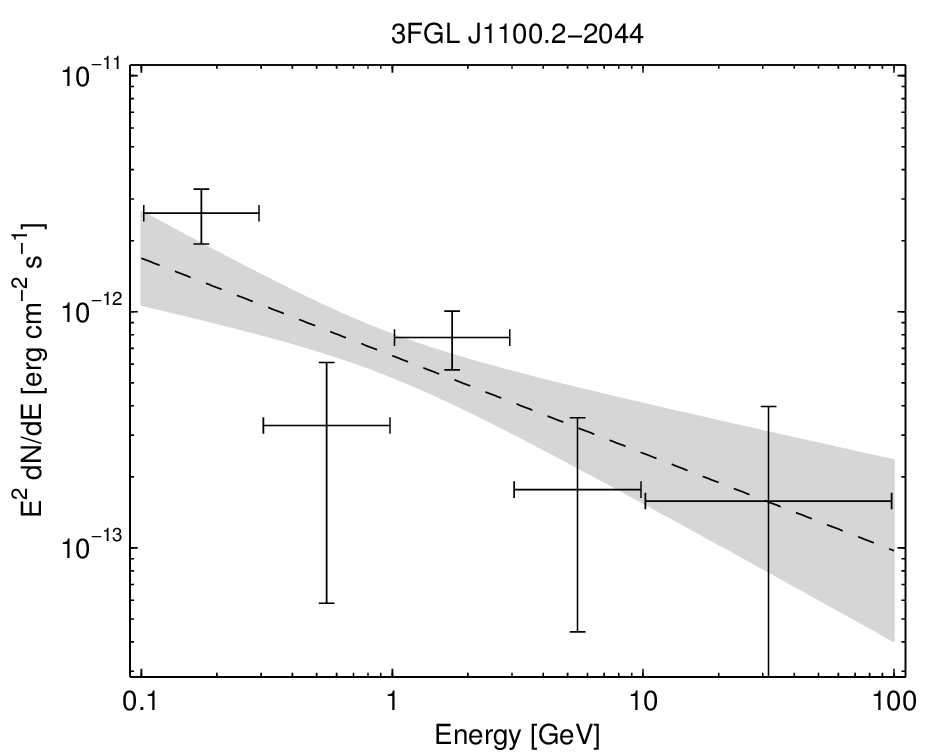 3FGL J1100.2−2044
10⁻¹¹
10⁻¹²
10⁻¹³
E² dN/dE [erg cm⁻² s⁻¹]
0.1 1 10 100
Energy [GeV]